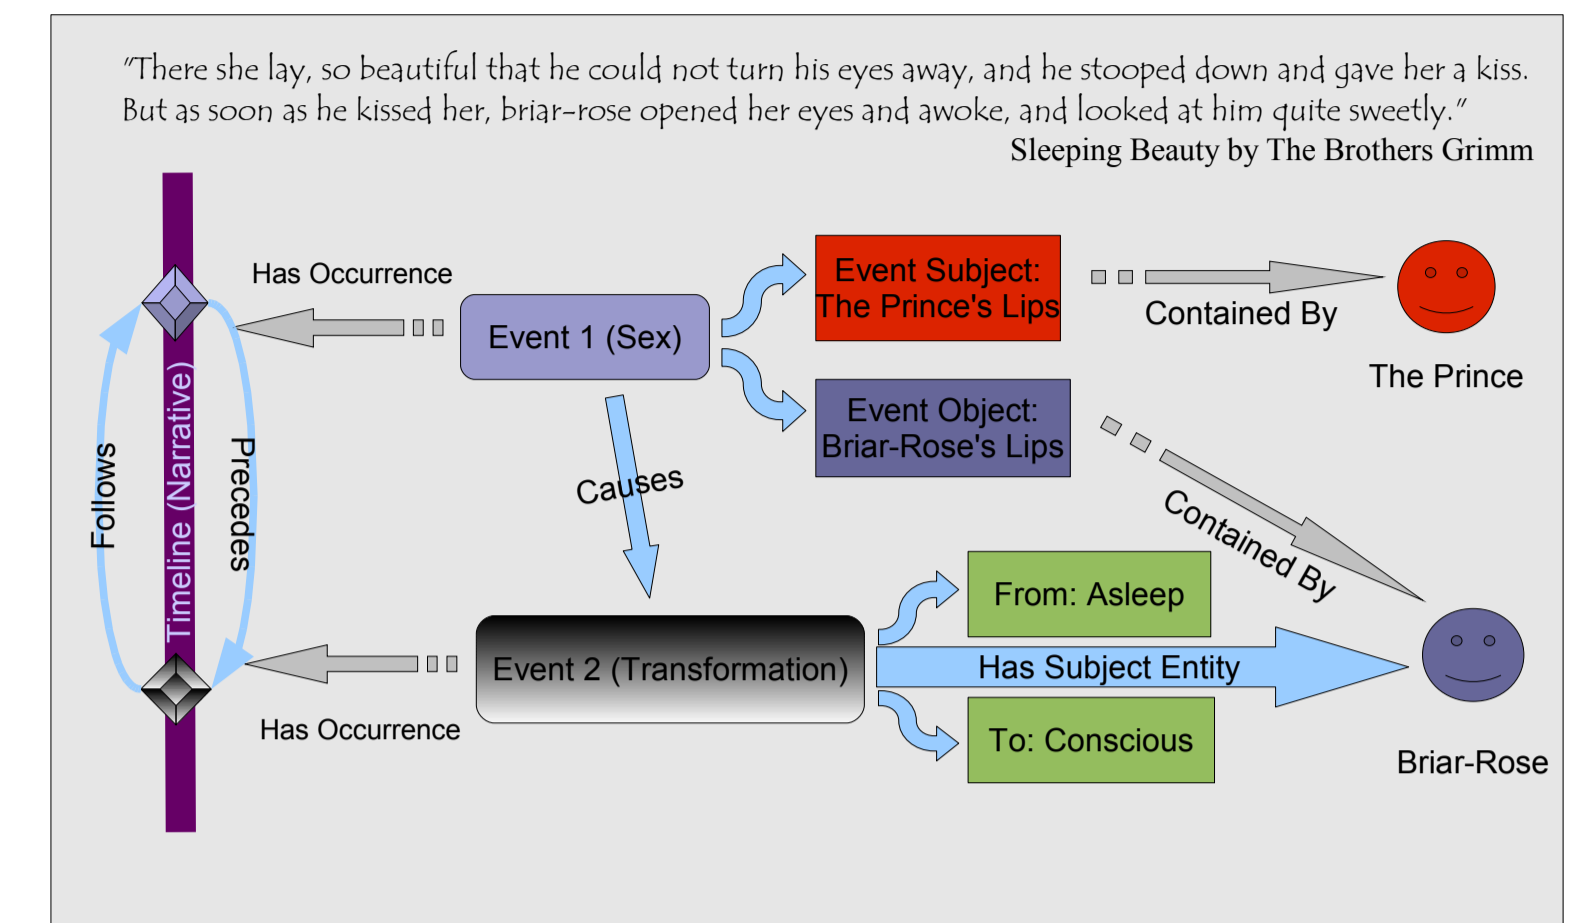 "There she lay, so beautiful that he could not turn his eyes away, and he stooped down and gave her a kiss.
But as soon as he kissed her, briar-rose opened her eyes and awoke, and looked at him quite sweetly."
Sleeping Beauty by The Brothers Grimm
Has Occurrence
Event 1 (Sex)
Event Subject:
The Prince's Lips
Contained By
The Prince
Event Object:
Briar-Rose's Lips
Contained By
Follows
Timeline (Narrative)
Precedes
Causes
From: Asleep
Event 2 (Transformation)
Has Subject Entity
Has Occurrence
To: Conscious
Briar-Rose